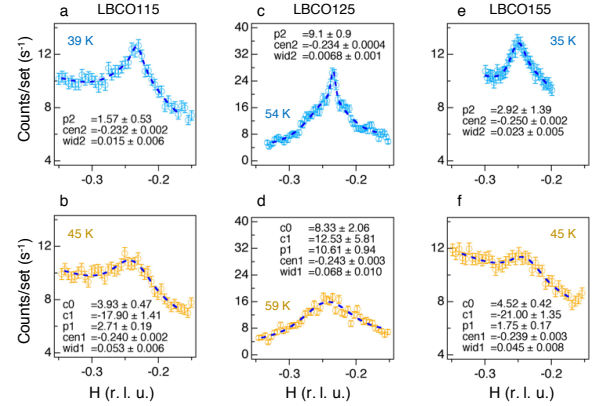 a LBCO115
c LBCO125
e LBCO155
39 K
p2 =1.57 ± 0.53
cen2 =-0.232 ± 0.002
wid2 =0.015 ± 0.006
12
8
4
Counts/set (s⁻¹)
-0.3 -0.2
p2 =9.1 ± 0.9
cen2 =-0.234 ± 0.0004
wid2 =0.0068 ± 0.001
54 K
40
32
24
16
8
0
-0.3 -0.2
35 K
p2 =2.92 ± 1.39
cen2 =-0.250 ± 0.002
wid2 =0.023 ± 0.005
12
8
4
-0.3 -0.2
b
45 K
c0 =3.93 ± 0.47
c1 =-17.90 ± 1.41
p1 =2.71 ± 0.19
cen1 =-0.240 ± 0.002
wid1 =0.053 ± 0.006
12
8
4
Counts/set (s⁻¹)
-0.3 -0.2
H (r. l. u.)
d
c0 =8.33 ± 2.06
c1 =12.53 ± 5.81
p1 =10.61 ± 0.94
cen1 =-0.243 ± 0.003
wid1 =0.068 ± 0.010
59 K
40
32
24
16
8
0
-0.3 -0.2
H (r. l. u.)
f
45 K
c0 =4.52 ± 0.42
c1 =-21.00 ± 1.35
p1 =1.75 ± 0.17
cen1 =-0.239 ± 0.003
wid1 =0.045 ± 0.008
12
8
4
-0.3 -0.2
H (r. l. u.)